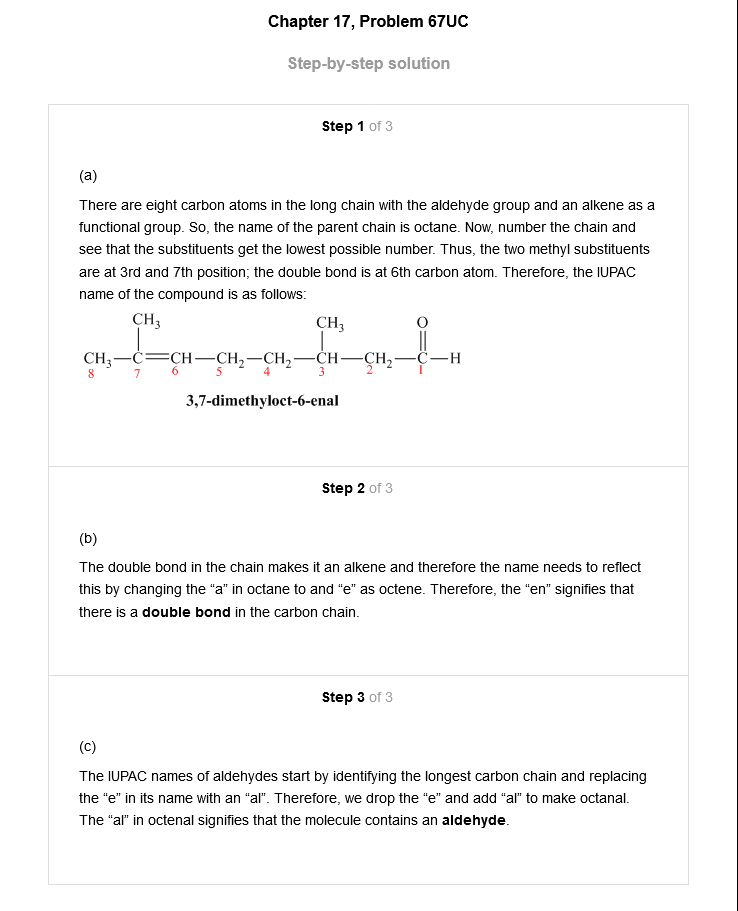 Chapter 17, Problem 67UC
Step-by-step solution
Step 1 of 3
(a)
There are eight carbon atoms in the long chain with the aldehyde group and an alkene as a
functional group. So, the name of the parent chain is octane. Now, number the chain and
see that the substituents get the lowest possible number. Thus, the two methyl substituents
are at 3rd and 7th position; the double bond is at 6th carbon atom. Therefore, the IUPAC
name of the compound is as follows:
CH3 CH3 O
CH3—C=CH—CH2—CH2—CH—CH2—C—H
8 7 6 5 4 3 2 1
3,7-dimethyloct-6-enal
Step 2 of 3
(b)
The double bond in the chain makes it an alkene and therefore the name needs to reflect
this by changing the “a” in octane to and “e” as octene. Therefore, the “en” signifies that
there is a double bond in the carbon chain.
Step 3 of 3
(c)
The IUPAC names of aldehydes start by identifying the longest carbon chain and replacing
the “e” in its name with an “al”. Therefore, we drop the “e” and add “al” to make octanal.
The “al” in octenal signifies that the molecule contains an aldehyde.